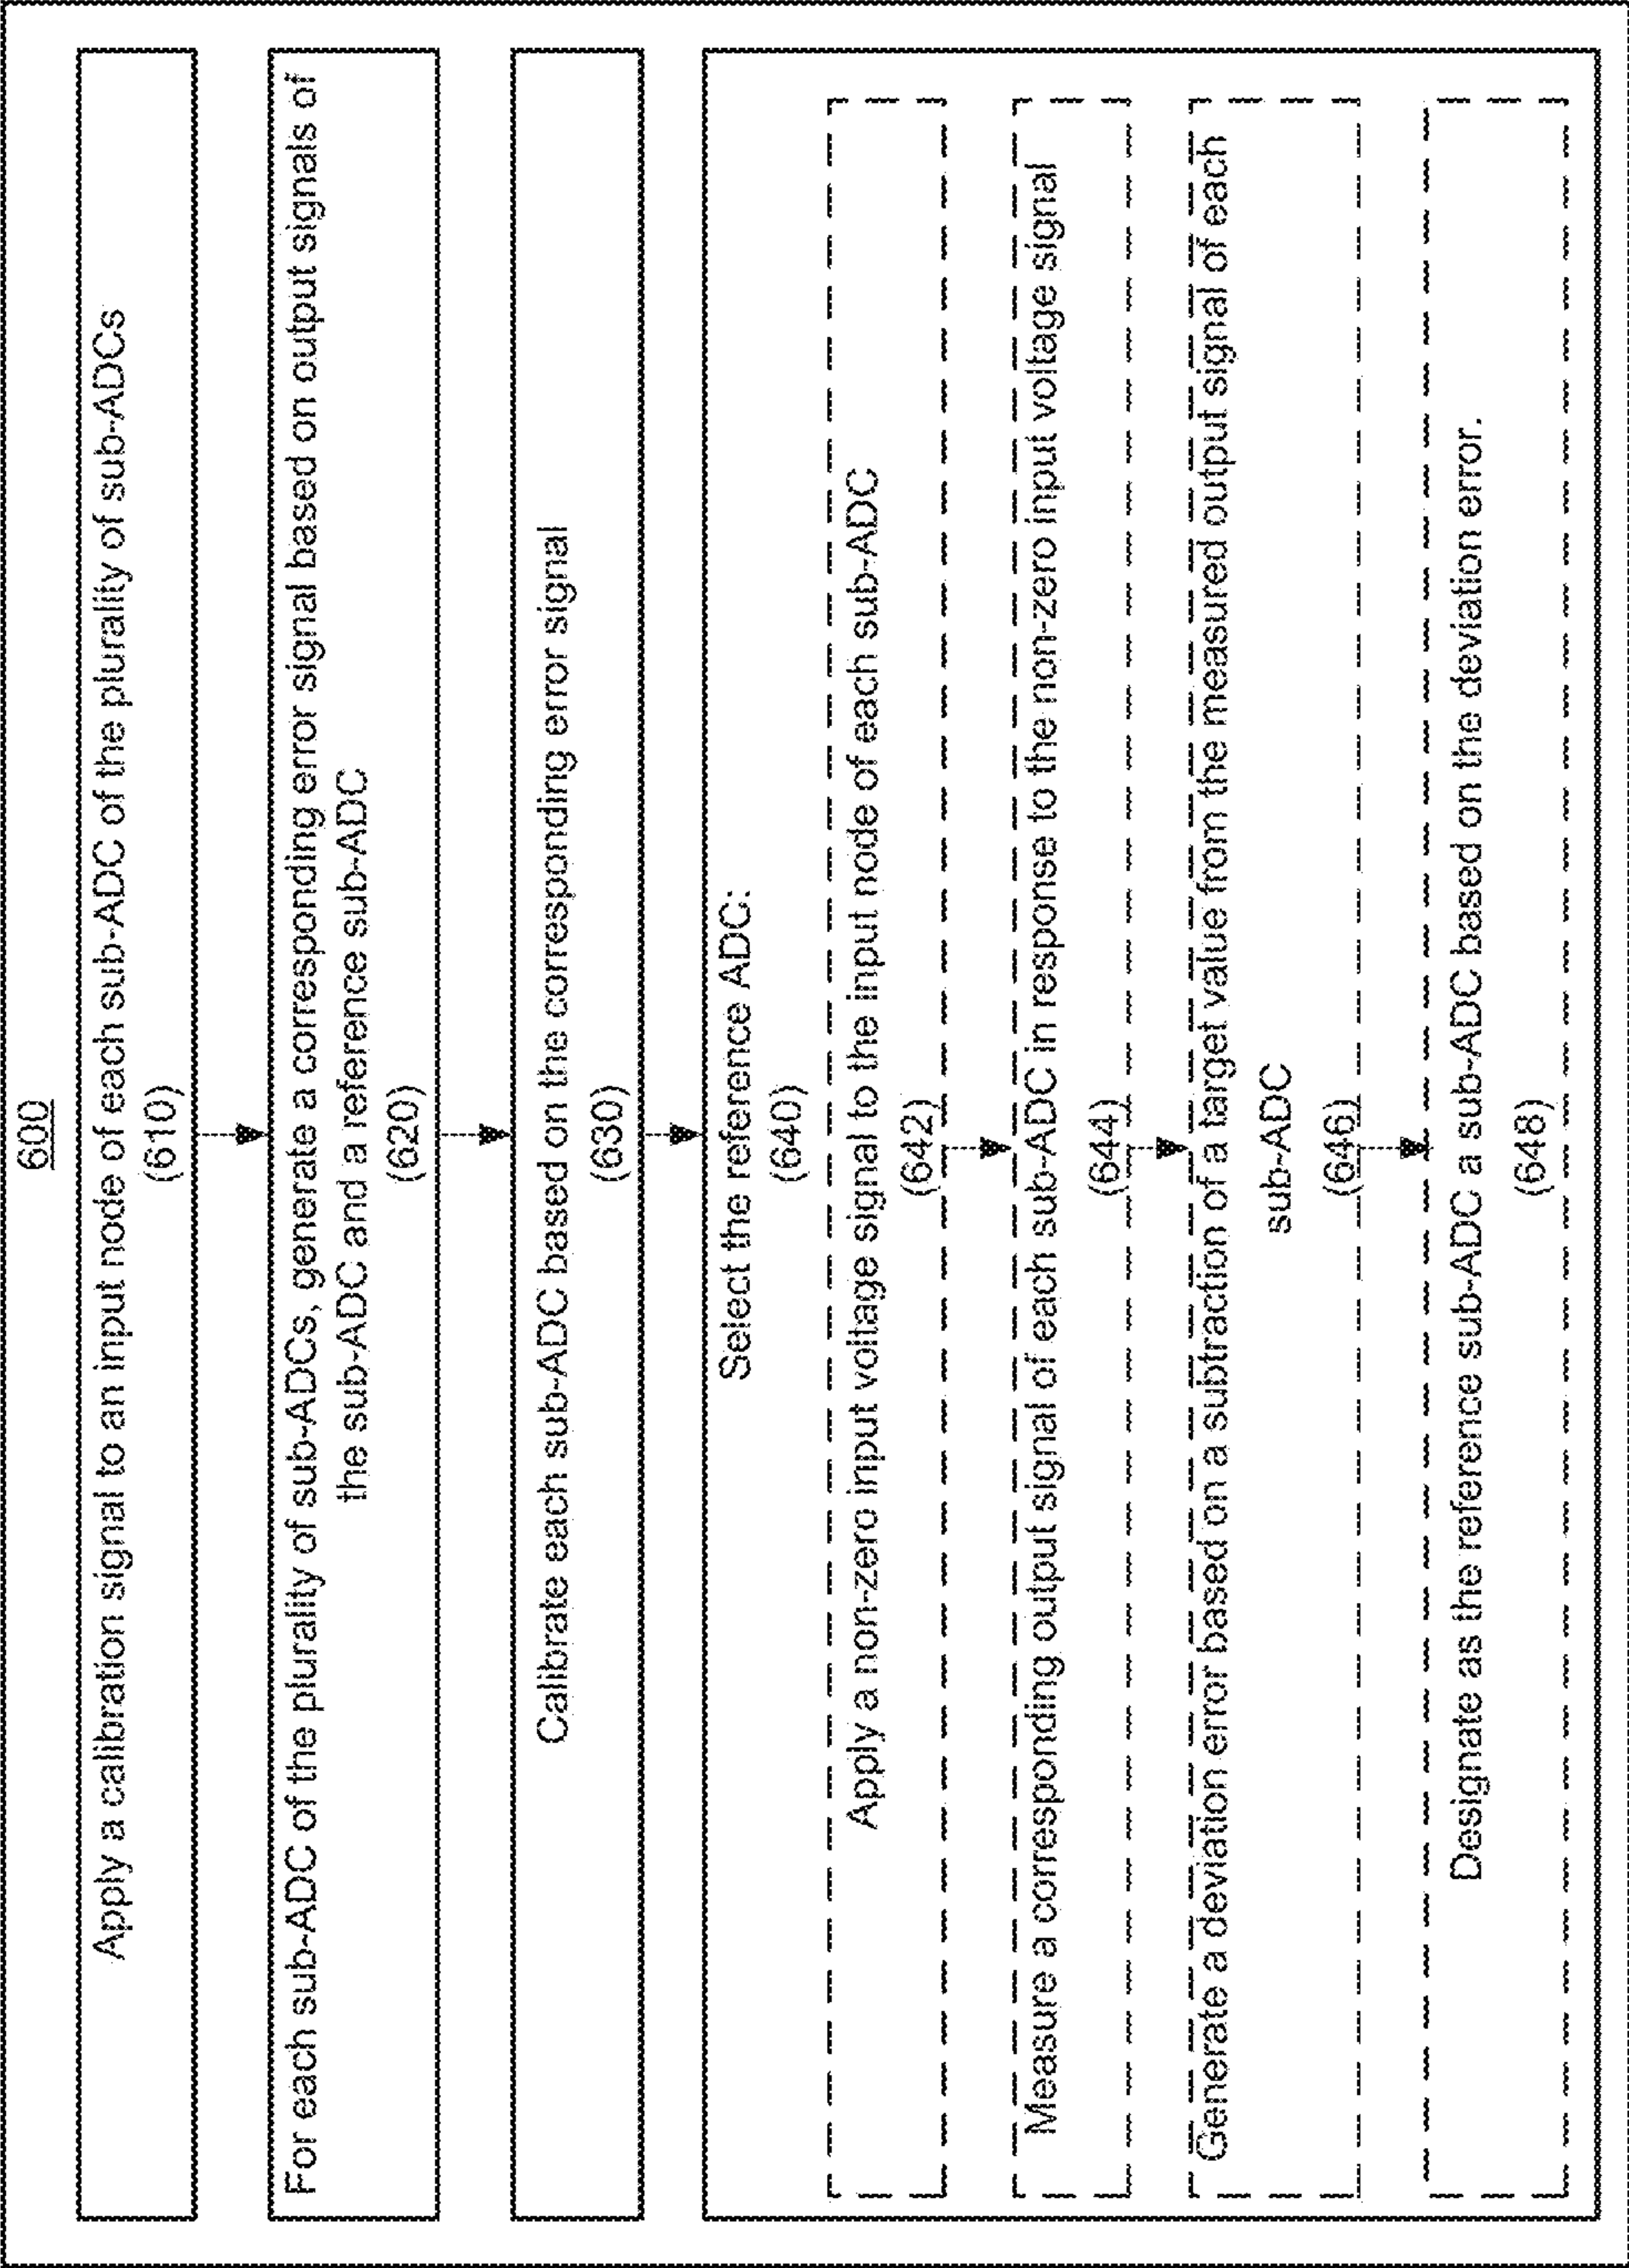 600
Apply a calibration signal to an input node of each sub-ADC of the plurality of sub-ADCs
(610)
For each sub-ADC of the plurality of sub-ADCs, generate a corresponding error signal based on output signals of
the sub-ADC and a reference sub-ADC
(620)
Calibrate each sub-ADC based on the corresponding error signal
(630)
Select the reference ADC:
(640)
Apply a non-zero input voltage signal to the input node of each sub-ADC
(642)
Measure a corresponding output signal of each sub-ADC in response to the non-zero input voltage signal
(644)
Generate a deviation error based on a subtraction of a target value from the measured output signal of each
sub-ADC
(646)
Designate as the reference sub-ADC a sub-ADC based on the deviation error.
(648)